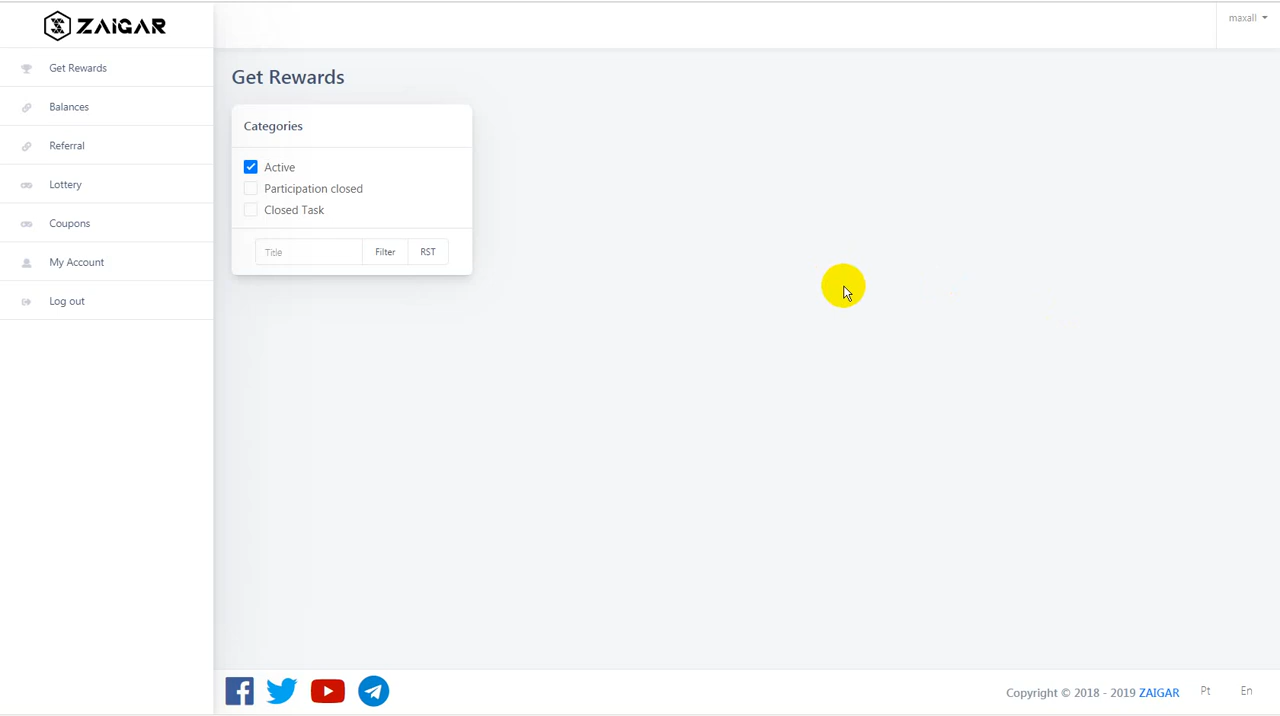 ZAIGAR
maxall
Get Rewards
Balances
Referral
Lottery
Coupons
My Account
Log out
Get Rewards
Categories
Active
Participation closed
Closed Task
Title Filter RST
Copyright © 2018 - 2019 ZAIGAR Pt En